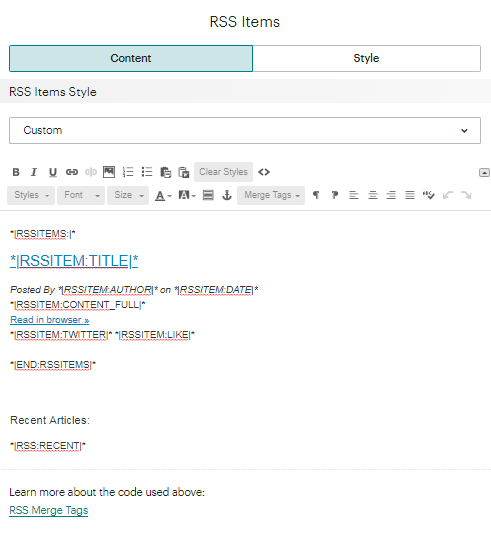 RSS Items
Content Style
RSS Items Style
Custom
B I U Clear Styles <>
Styles Font Size A A Merge Tags ¶ ?
*|RSSITEMS:|*
*|RSSITEM:TITLE|*
Posted By *|RSSITEM:AUTHOR|* on *|RSSITEM:DATE|*
*|RSSITEM:CONTENT_FULL|*
Read in browser »
*|RSSITEM:TWITTER|* *|RSSITEM:LIKE|*
*|END:RSSITEMS|*
Recent Articles:
*|RSS:RECENT|*
Learn more about the code used above:
RSS Merge Tags